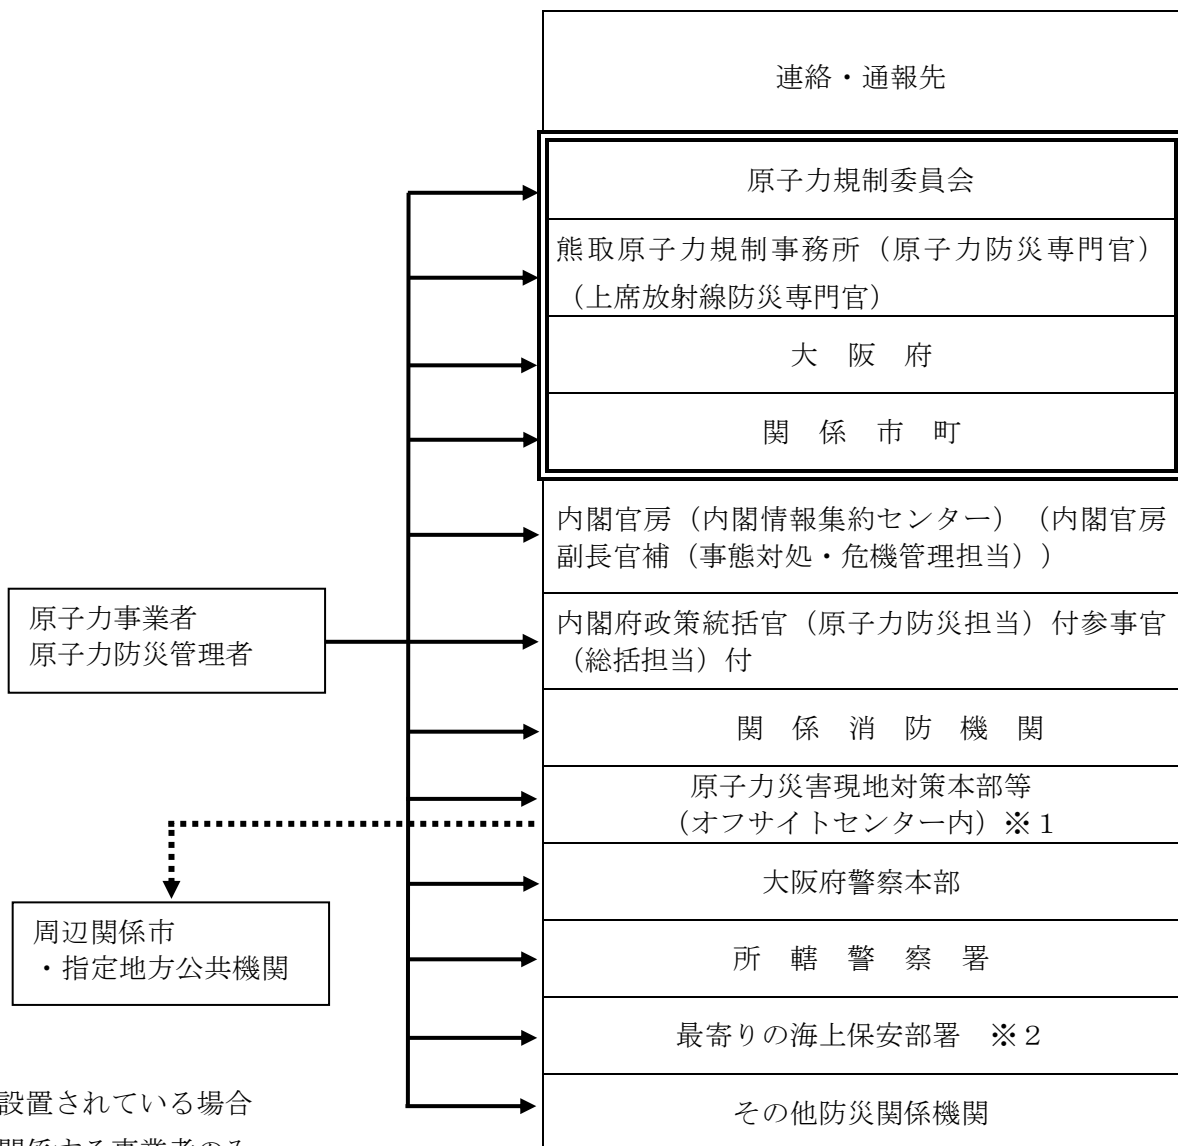 連絡・通報先
原子力規制委員会
熊取原子力規制事務所（原子力防災専門官）
（上席放射線防災専門官）
大　阪　府
関　係　市　町
内閣官房（内閣情報集約センター）（内閣官房
副長官補（事態対処・危機管理担当））
原子力事業者
原子力防災管理者
内閣府政策統括官（原子力防災担当）付参事官
（総括担当）付
関　係　消　防　機　関
原子力災害現地対策本部等
（オフサイトセンター内）※１
大阪府警察本部
周辺関係市
・指定地方公共機関
所　轄　警　察　署
最寄りの海上保安部署　※２
設置されている場合
その他防災関係機関
関係する事業者のみ